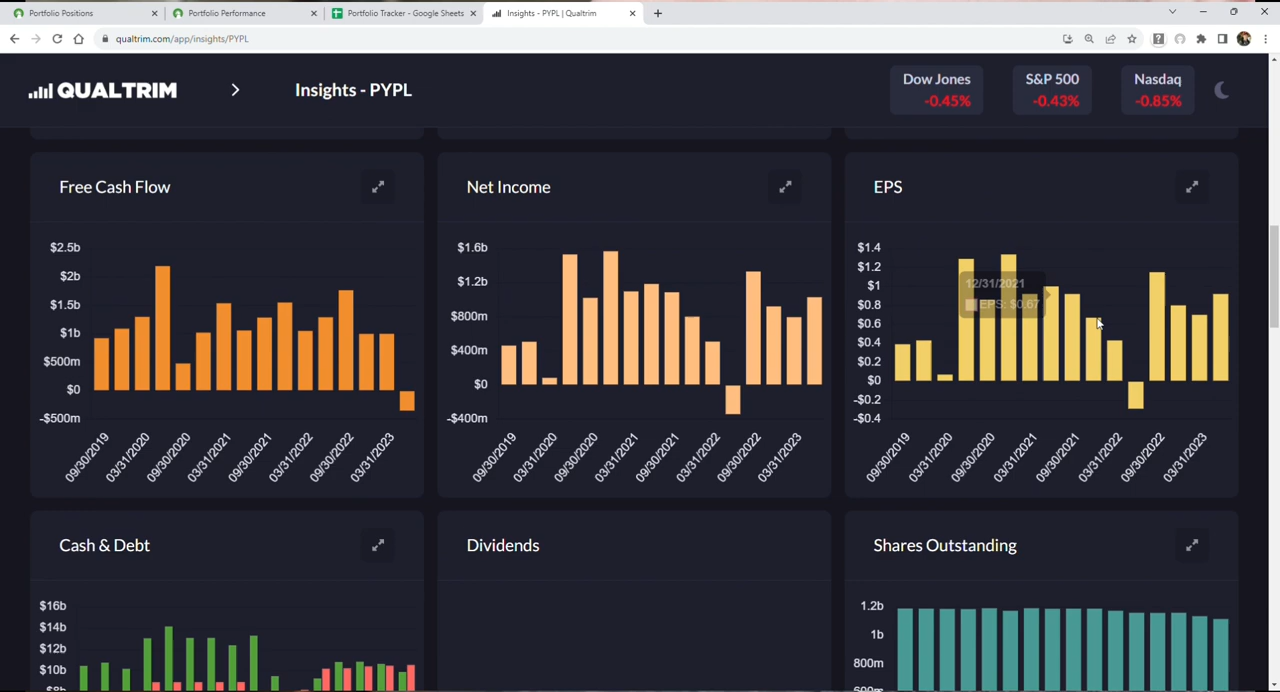 Portfolio Positions
Portfolio Performance
Portfolio Tracker - Google Sheets
Insights - PYPL | Qualtrim
qualtrim.com/app/insights/PYPL
QUALTRIM
Insights - PYPL
Dow Jones
-0.45%
S&P 500
-0.43%
Nasdaq
-0.85%
Free Cash Flow
$2.5b
$2b
$1.5b
$1b
$500m
$0
-$500m
09/30/2019
03/31/2020
09/30/2020
03/31/2021
09/30/2021
03/31/2022
09/30/2022
03/31/2023
Net Income
$1.6b
$1.2b
$800m
$400m
$0
-$400m
09/30/2019
03/31/2020
09/30/2020
03/31/2021
09/30/2021
03/31/2022
09/30/2022
03/31/2023
EPS
$1.4
$1.2
$1
$0.8
$0.6
$0.4
$0.2
$0
-$0.2
-$0.4
12/31/2021
EPS: $0.67
09/30/2019
03/31/2020
09/30/2020
03/31/2021
09/30/2021
03/31/2022
09/30/2022
03/31/2023
Cash & Debt
$16b
$14b
$12b
$10b
$8b
Dividends
Shares Outstanding
1.2b
1b
800m
600m